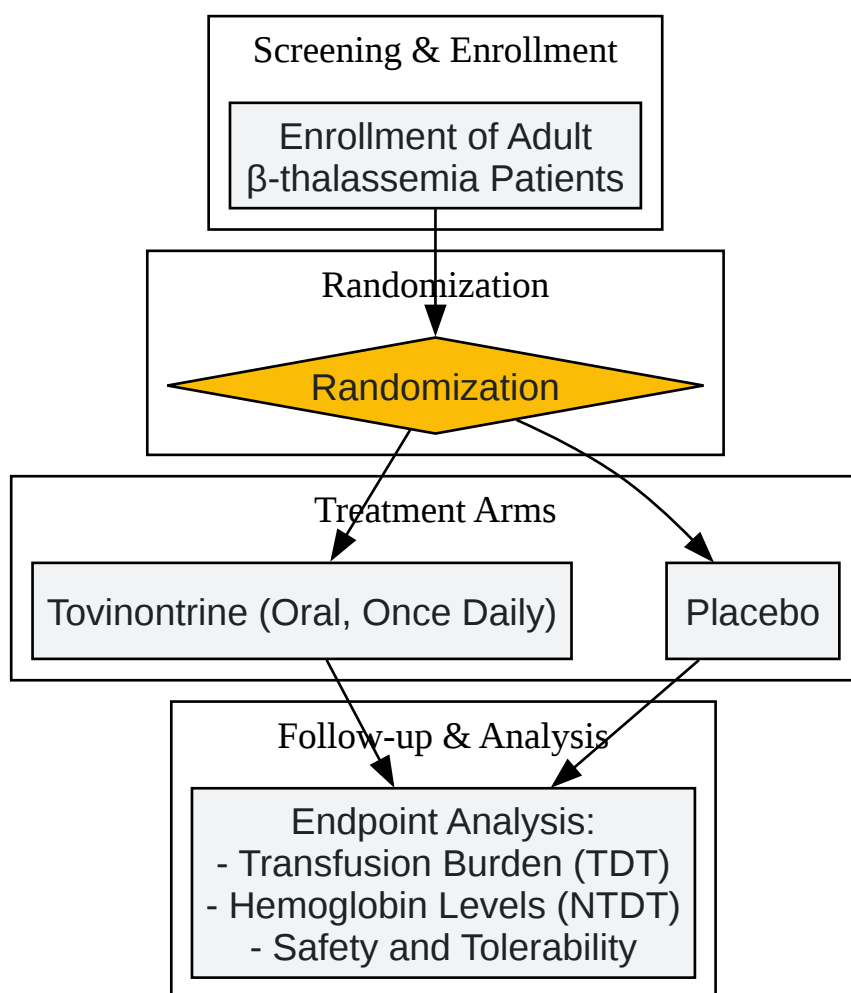 Screening & Enrollment
Enrollment of Adult
β-thalassemia Patients
Randomization
Randomization
Treatment Arms
Tovinontrine (Oral, Once Daily)
Placebo
Follow-up & Analysis
Endpoint Analysis:
- Transfusion Burden (TDT)
- Hemoglobin Levels (NTDT)
- Safety and Tolerability